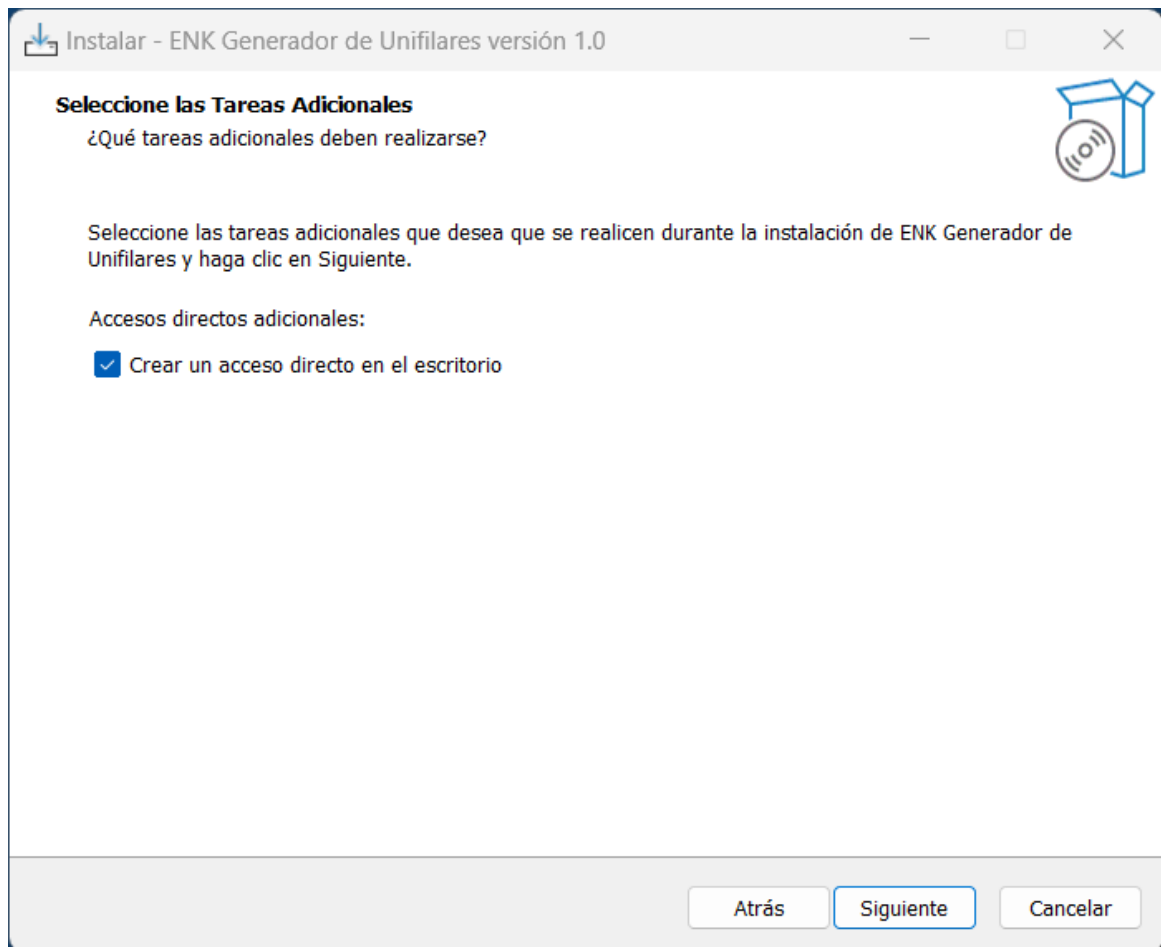 Instalar - ENK Generador de Unifilares versión 1.0
Seleccione las Tareas Adicionales
¿Qué tareas adicionales deben realizarse?
Seleccione las tareas adicionales que desea que se realicen durante la instalación de ENK Generador de
Unifilares y haga clic en Siguiente.
Accesos directos adicionales:
Crear un acceso directo en el escritorio
Atrás Siguiente Cancelar